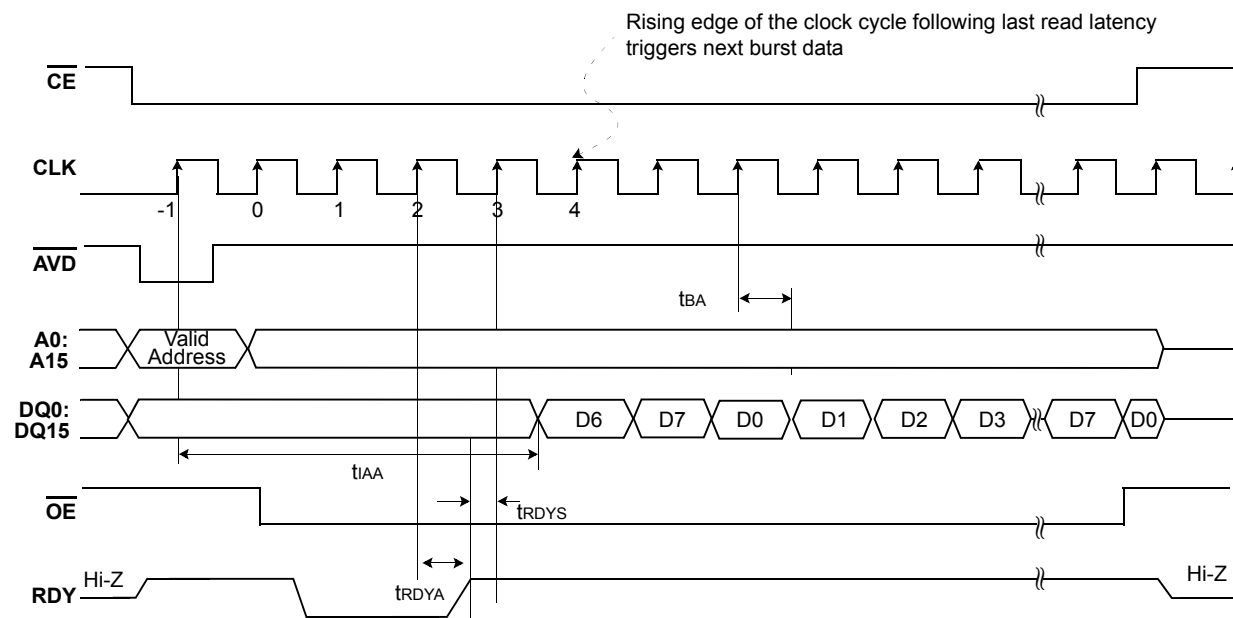 Rising edge of the clock cycle following last read latency
triggers next burst data
CE
CLK
-1 0 1 2 3 4
AVD
tBA
A0:
A15
Valid
Address
DQ0:
DQ15
D6 D7 D0 D1 D2 D3 D7 D0
tIAA
OE
tRDYS
Hi-Z
Hi-Z
RDY
tRDYA